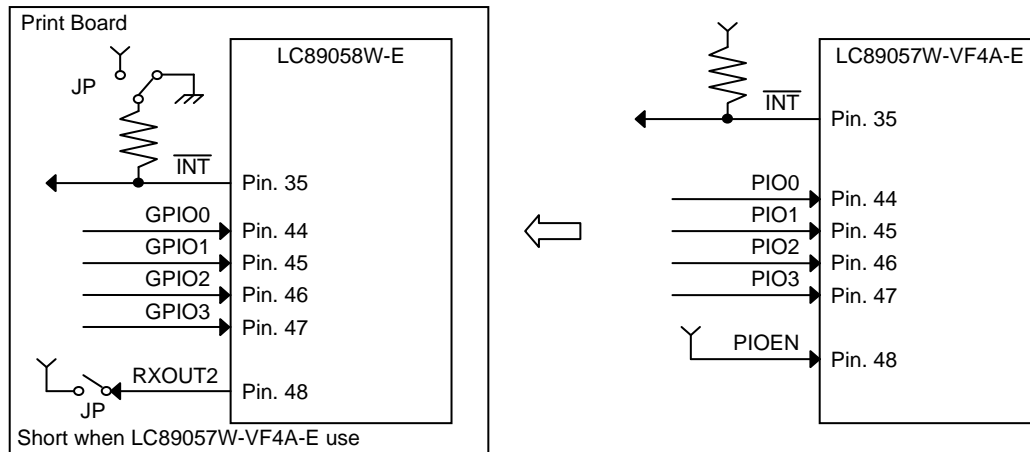 Print Board
LC89058W-E
JP
INT
Pin. 35
GPIO0
Pin. 44
GPIO1
Pin. 45
GPIO2
Pin. 46
GPIO3
Pin. 47
RXOUT2
Pin. 48
JP
Short when LC89057W-VF4A-E use
LC89057W-VF4A-E
INT
Pin. 35
PIO0
Pin. 44
PIO1
Pin. 45
PIO2
Pin. 46
PIO3
Pin. 47
PIOEN
Pin. 48